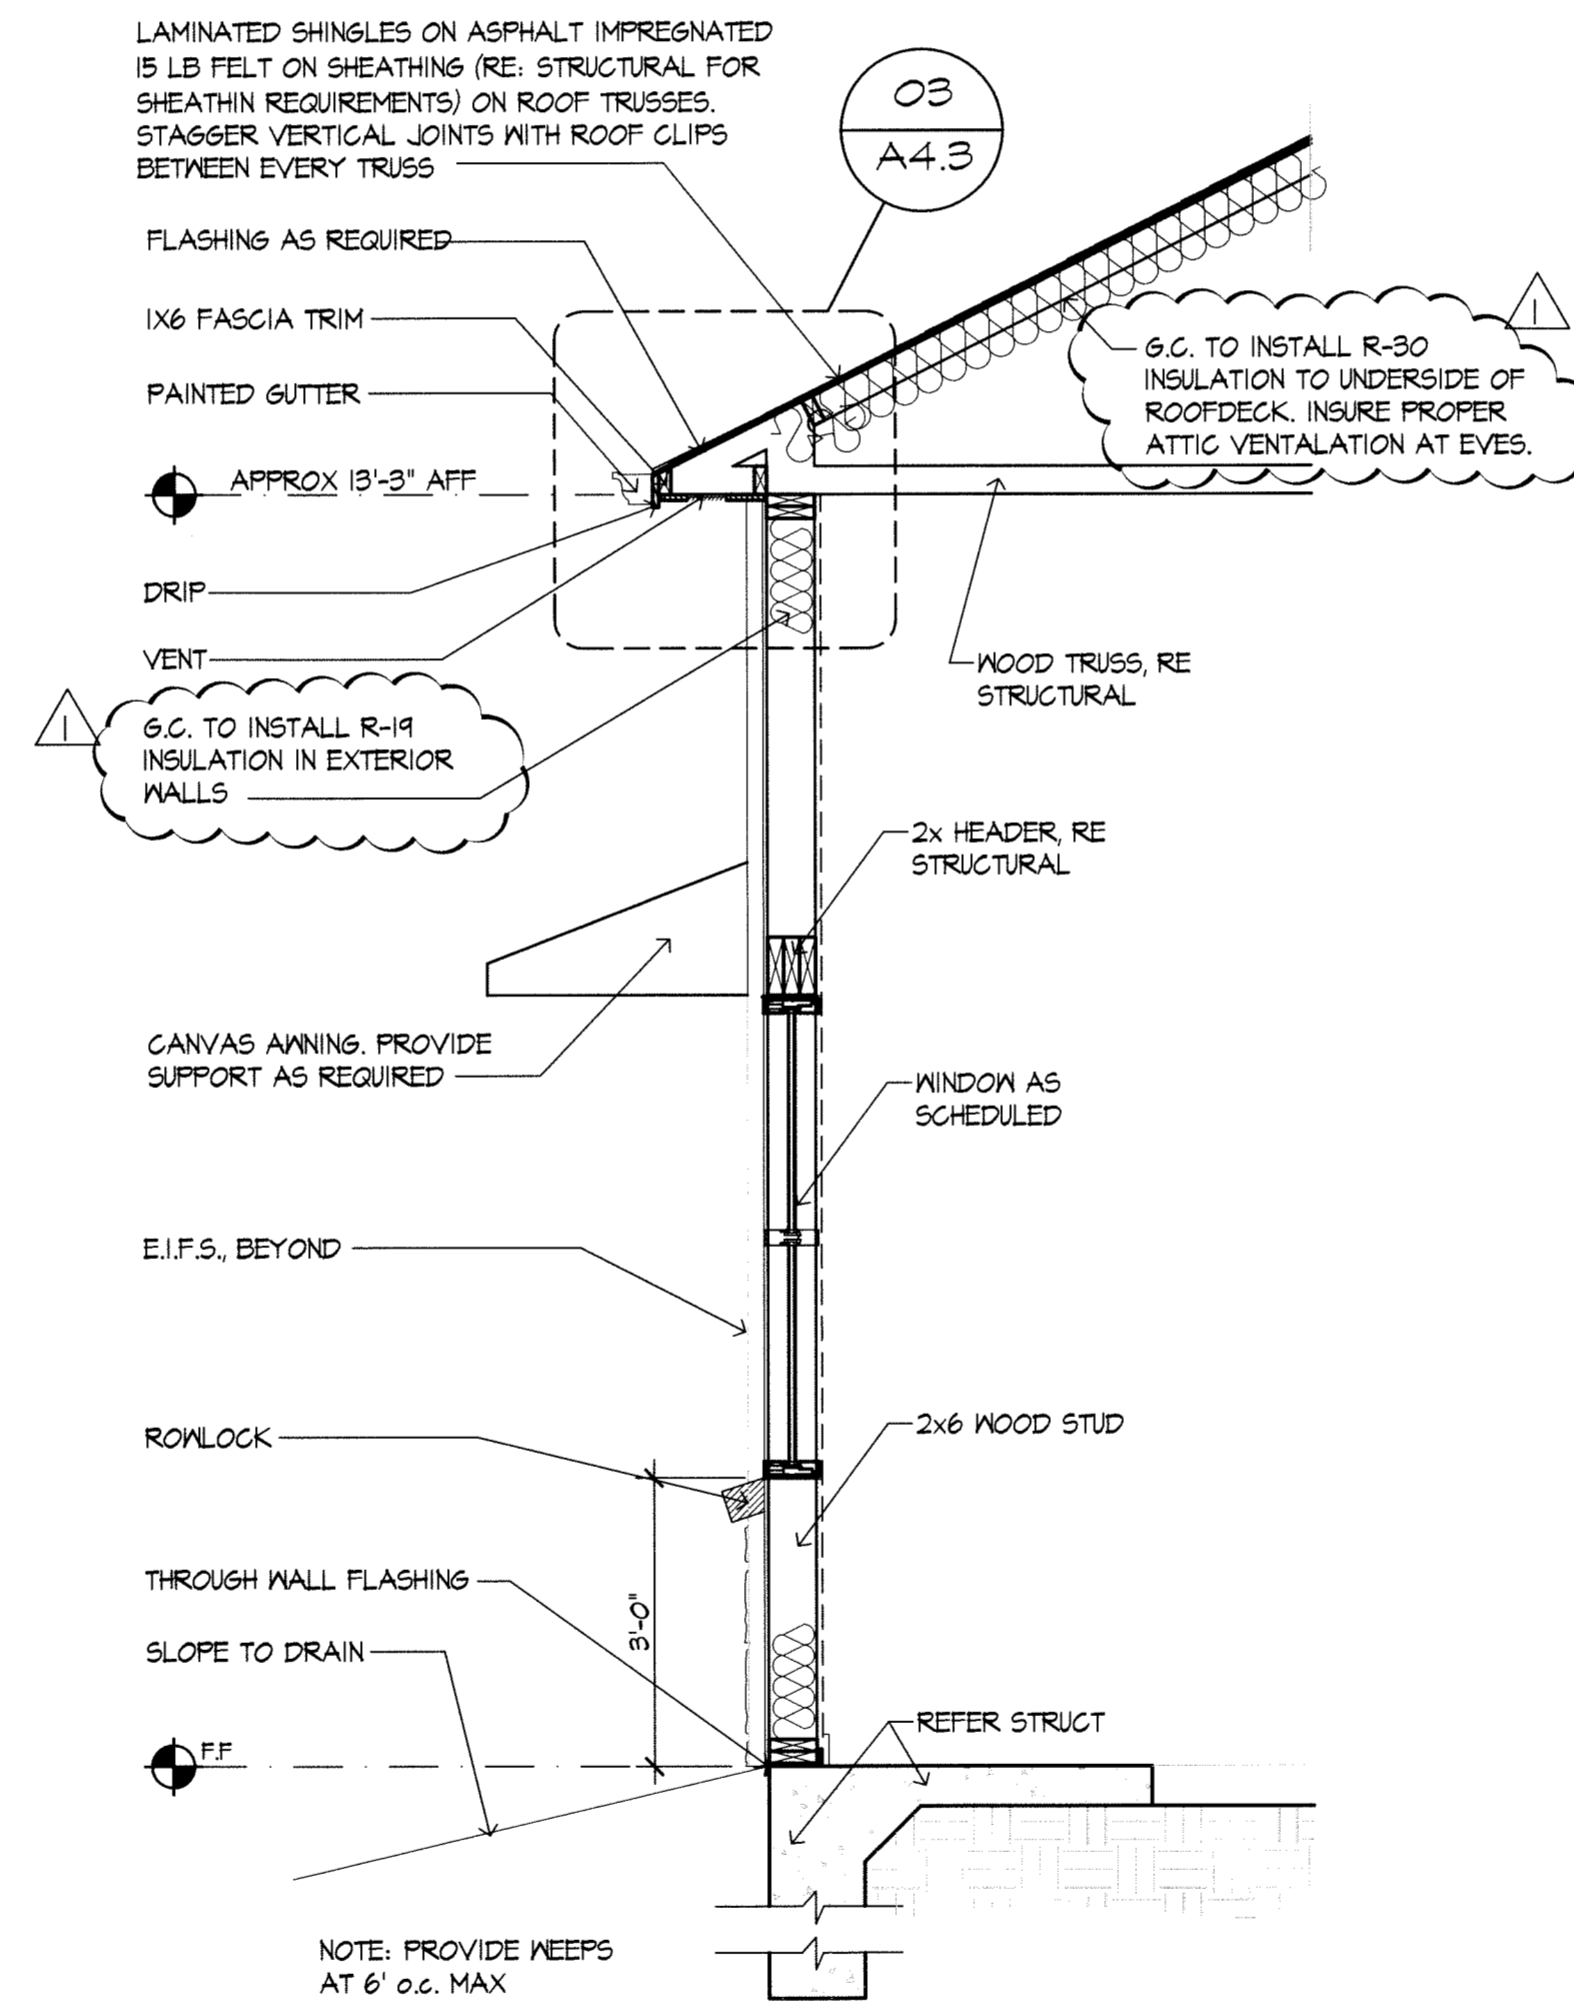 LAMINATED SHINGLES ON ASPHALT IMPREGNATED
15 LB FELT ON SHEATHING (RE: STRUCTURAL FOR
SHEATHIN REQUIREMENTS) ON ROOF TRUSSES.
STAGGER VERTICAL JOINTS WITH ROOF CLIPS
BETWEEN EVERY TRUSS
03
A4.3
FLASHING AS REQUIRED
1X6 FASCIA TRIM
PAINTED GUTTER
1
G.C. TO INSTALL R-30
INSULATION TO UNDERSIDE OF
ROOFDECK. INSURE PROPER
ATTIC VENTALATION AT EVES.
APPROX 13'-3" AFF
DRIP
VENT
WOOD TRUSS, RE
STRUCTURAL
1
G.C. TO INSTALL R-19
INSULATION IN EXTERIOR
WALLS
2x HEADER, RE
STRUCTURAL
CANVAS AWNING. PROVIDE
SUPPORT AS REQUIRED
WINDOW AS
SCHEDULED
E.I.F.S., BEYOND
ROWLOCK
2x6 WOOD STUD
THROUGH WALL FLASHING
3'-0"
SLOPE TO DRAIN
REFER STRUCT
F.F
NOTE: PROVIDE WEEPS
AT 6' O.C. MAX